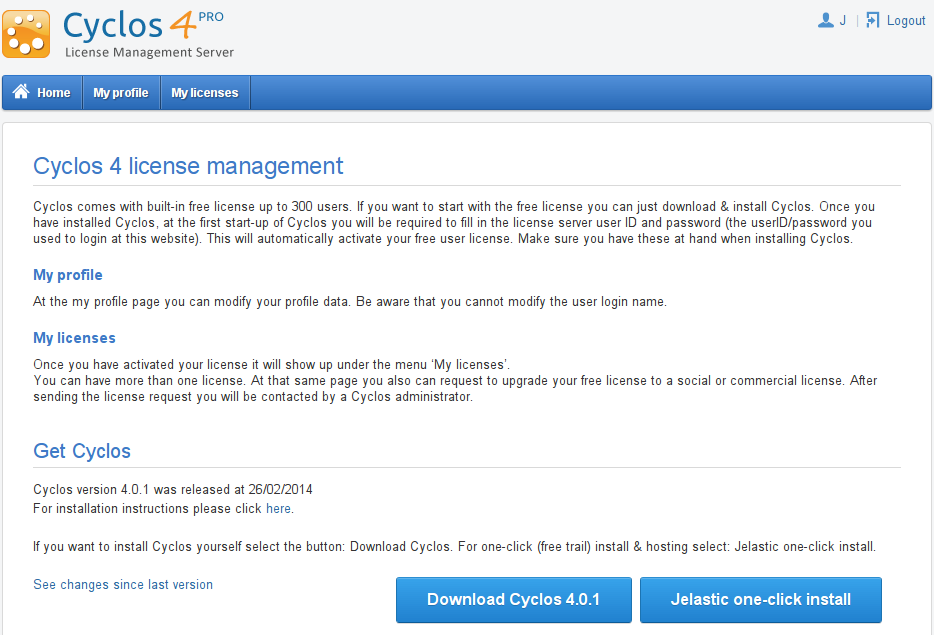 Cyclos 4 PRO
License Management Server
J | Logout
Home My profile My licenses
Cyclos 4 license management
Cyclos comes with built-in free license up to 300 users. If you want to start with the free license you can just download & install Cyclos. Once you
have installed Cyclos, at the first start-up of Cyclos you will be required to fill in the license server user ID and password (the userID/password you
used to login at this website). This will automatically activate your free user license. Make sure you have these at hand when installing Cyclos.
My profile
At the my profile page you can modify your profile data. Be aware that you cannot modify the user login name.
My licenses
Once you have activated your license it will show up under the menu ‘My licenses’.
You can have more than one license. At that same page you also can request to upgrade your free license to a social or commercial license. After
sending the license request you will be contacted by a Cyclos administrator.
Get Cyclos
Cyclos version 4.0.1 was released at 26/02/2014
For installation instructions please click here.
If you want to install Cyclos yourself select the button: Download Cyclos. For one-click (free trail) install & hosting select: Jelastic one-click install.
See changes since last version
Download Cyclos 4.0.1
Jelastic one-click install